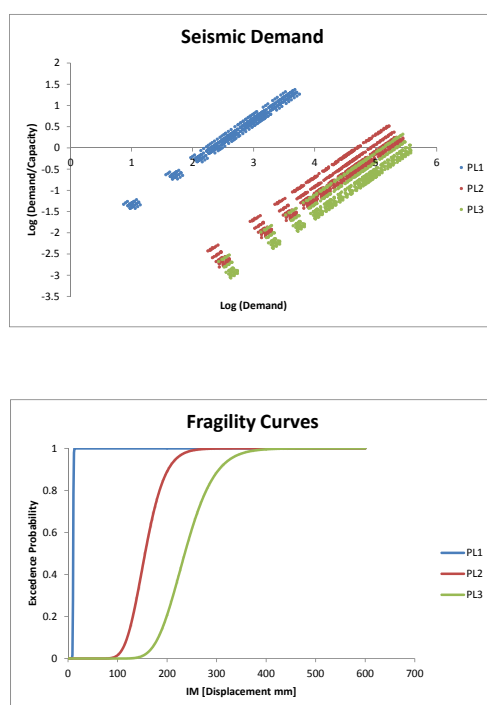 Seismic Demand
2
1.5
1
0.5
0
-0.5
-1
-1.5
-2
-2.5
-3
-3.5
0 1 2 3 4 5 6
Log (Demand/Capacity)
Log (Demand)
PL1
PL2
PL3
Fragility Curves
1
0.8
0.6
0.4
0.2
0
0 100 200 300 400 500 600 700
Excedence Probability
IM [Displacement mm]
PL1
PL2
PL3